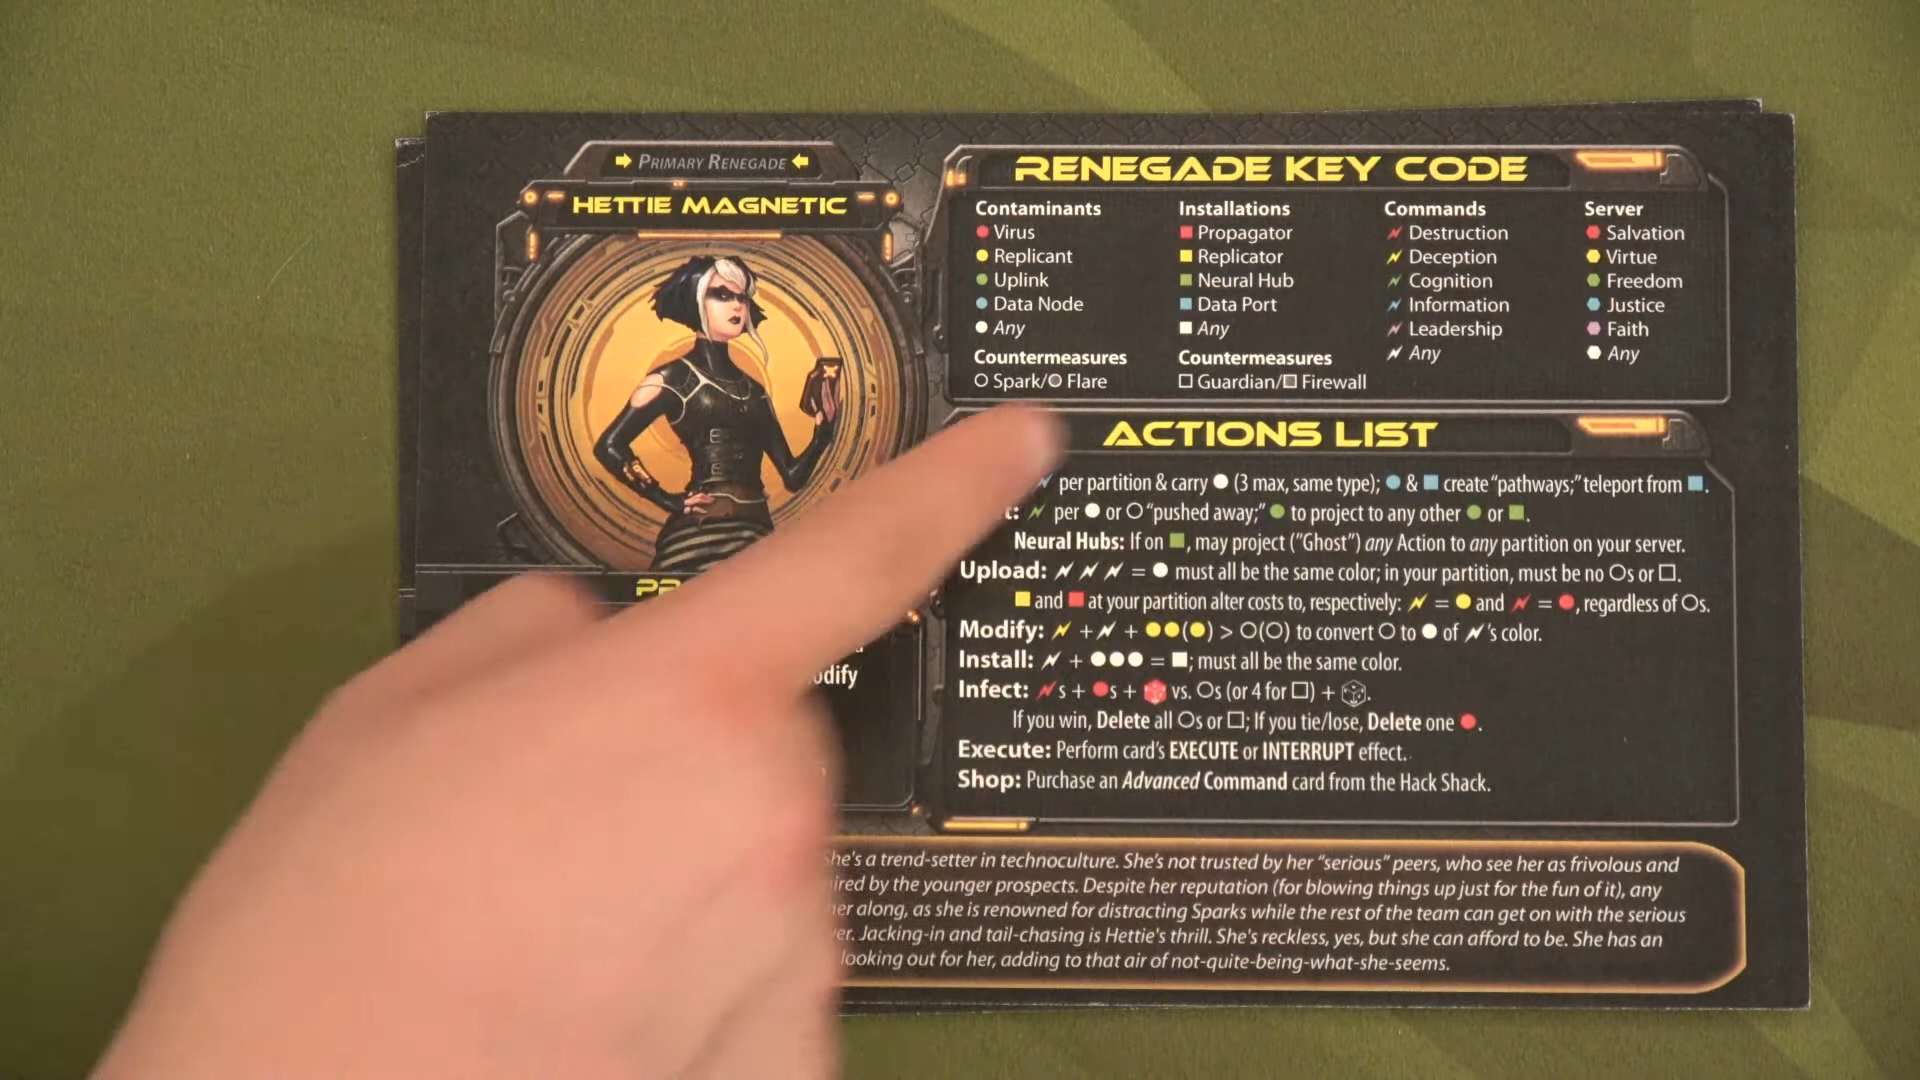 PRIMARY RENEGADE
HETTIE MAGNETIC
RENEGADE KEY CODE
Contaminants
Virus
Replicant
Uplink
Data Node
Any
Countermeasures
Spark/ Flare
Installations
Propagator
Replicator
Neural Hub
Data Port
Any
Countermeasures
Guardian/ Firewall
Commands
Destruction
Deception
Cognition
Information
Leadership
Any
Server
Salvation
Virtue
Freedom
Justice
Faith
Any
ACTIONS LIST
per partition & carry (3 max, same type); & create "pathways;" teleport from .
per or "pushed away;" to project to any other or .
Neural Hubs: If on , may project ("Ghost") any Action to any partition on your server.
Upload: = must all be the same color; in your partition, must be no s or .
and at your partition alter costs to, respectively: = and = , regardless of s.
Modify: + + ( ) > ( ) to convert to of 's color.
Install: + = ; must all be the same color.
Infect: s + s + vs. s (or 4 for ) + .
If you win, Delete all s or ; If you tie/lose, Delete one .
Execute: Perform card's EXECUTE or INTERRUPT effect.
Shop: Purchase an Advanced Command card from the Hack Shack.
She's a trend-setter in technoculture. She's not trusted by her "serious" peers, who see her as frivolous and
by the younger prospects. Despite her reputation (for blowing things up just for the fun of it), any
her along, as she is renowned for distracting Sparks while the rest of the team can get on with the serious
Jacking-in and tail-chasing is Hettie's thrill. She's reckless, yes, but she can afford to be. She has an
looking out for her, adding to that air of not-quite-being-what-she-seems.